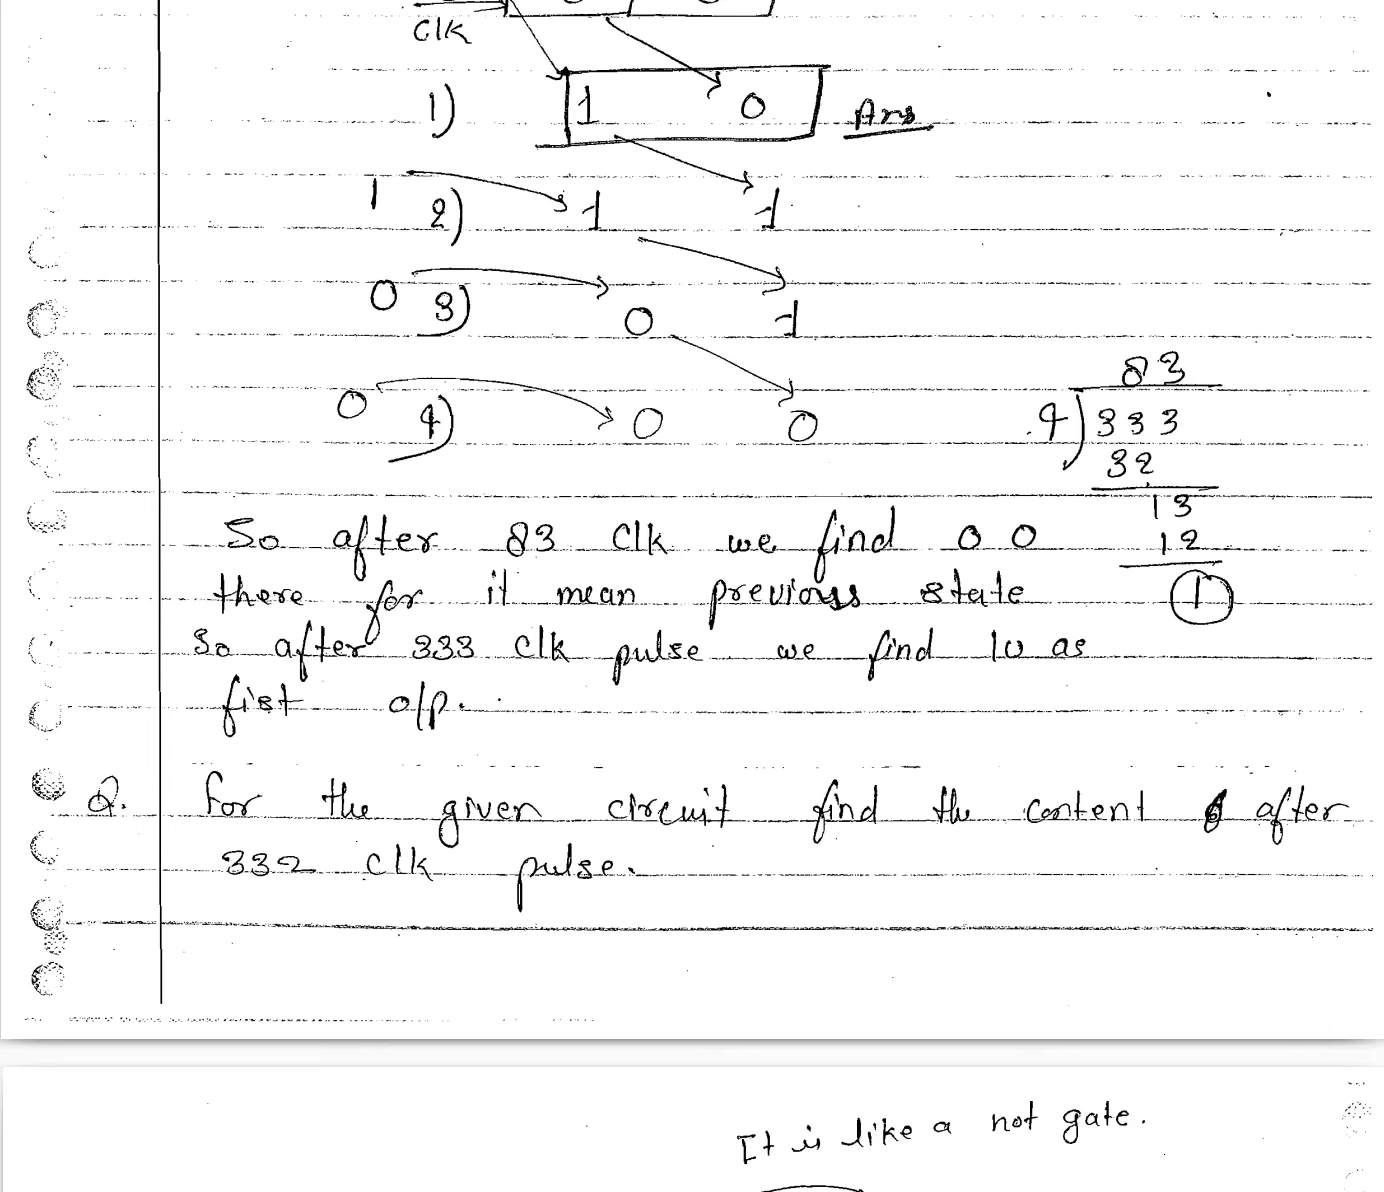 Clk
1) 1 0 Ans
1 2) 1 1
0 3) 0 1
0 4) 0 0
83
4)333
32
13
12
1
So after 83 Clk we find 0 0
there for it mean previous state
So after 333 clk pulse we find 10 as
fist o/p.
Q. For the given circuit find the content after
332 clk pulse.
It is like a not gate.